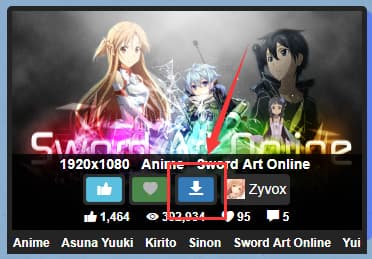 Sword Art Online
1920x1080 Anime Sword Art Online
Zyvox
1,464 392,934 95 5
Anime Asuna Yuuki Kirito Sinon Sword Art Online Yui